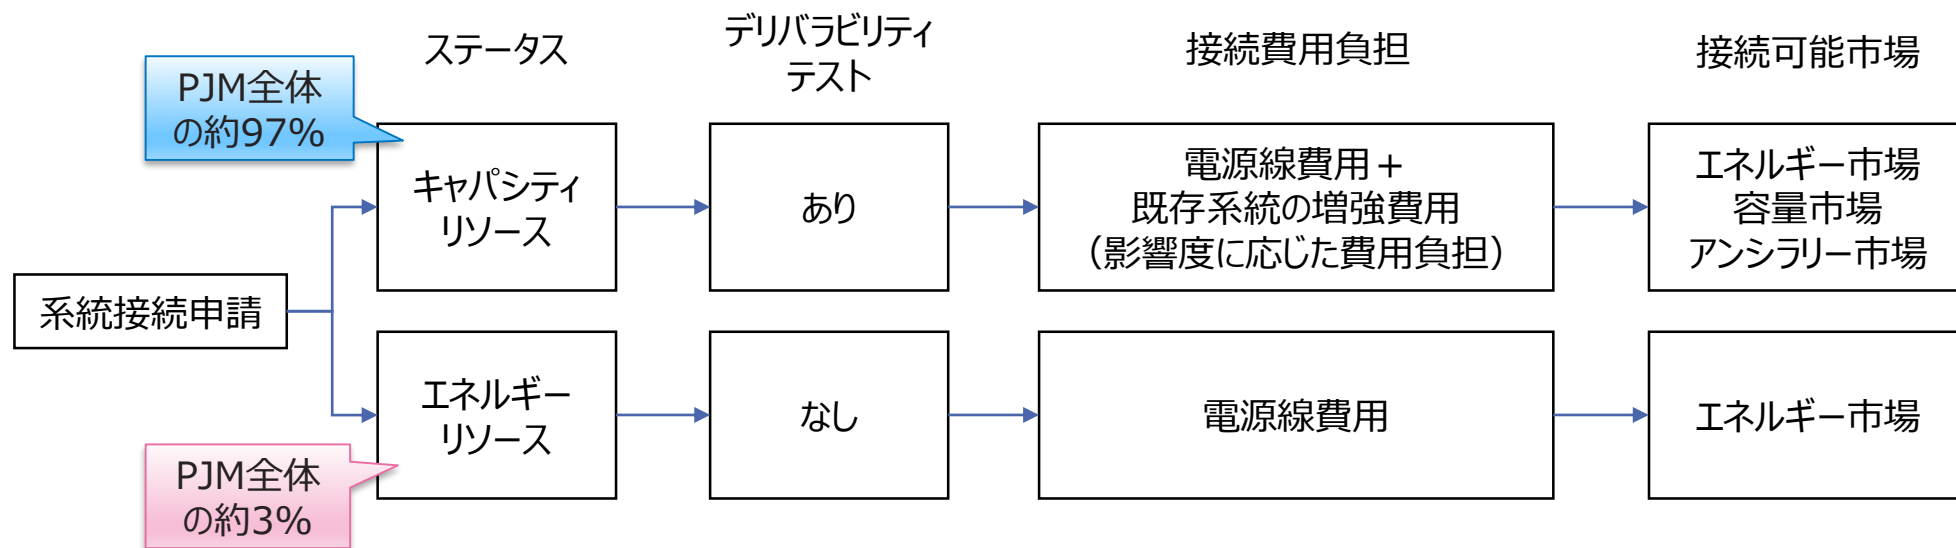 ステータス
デリバラビリティ
テスト
接続費用負担
接続可能市場
PJM全体
の約97%
キャパシティ
リソース
あり
電源線費用+
既存系統の増強費用
(影響度に応じた費用負担)
エネルギー市場
容量市場
アンシラリー市場
系統接続申請
エネルギー
リソース
なし
電源線費用
エネルギー市場
PJM全体
の約3%